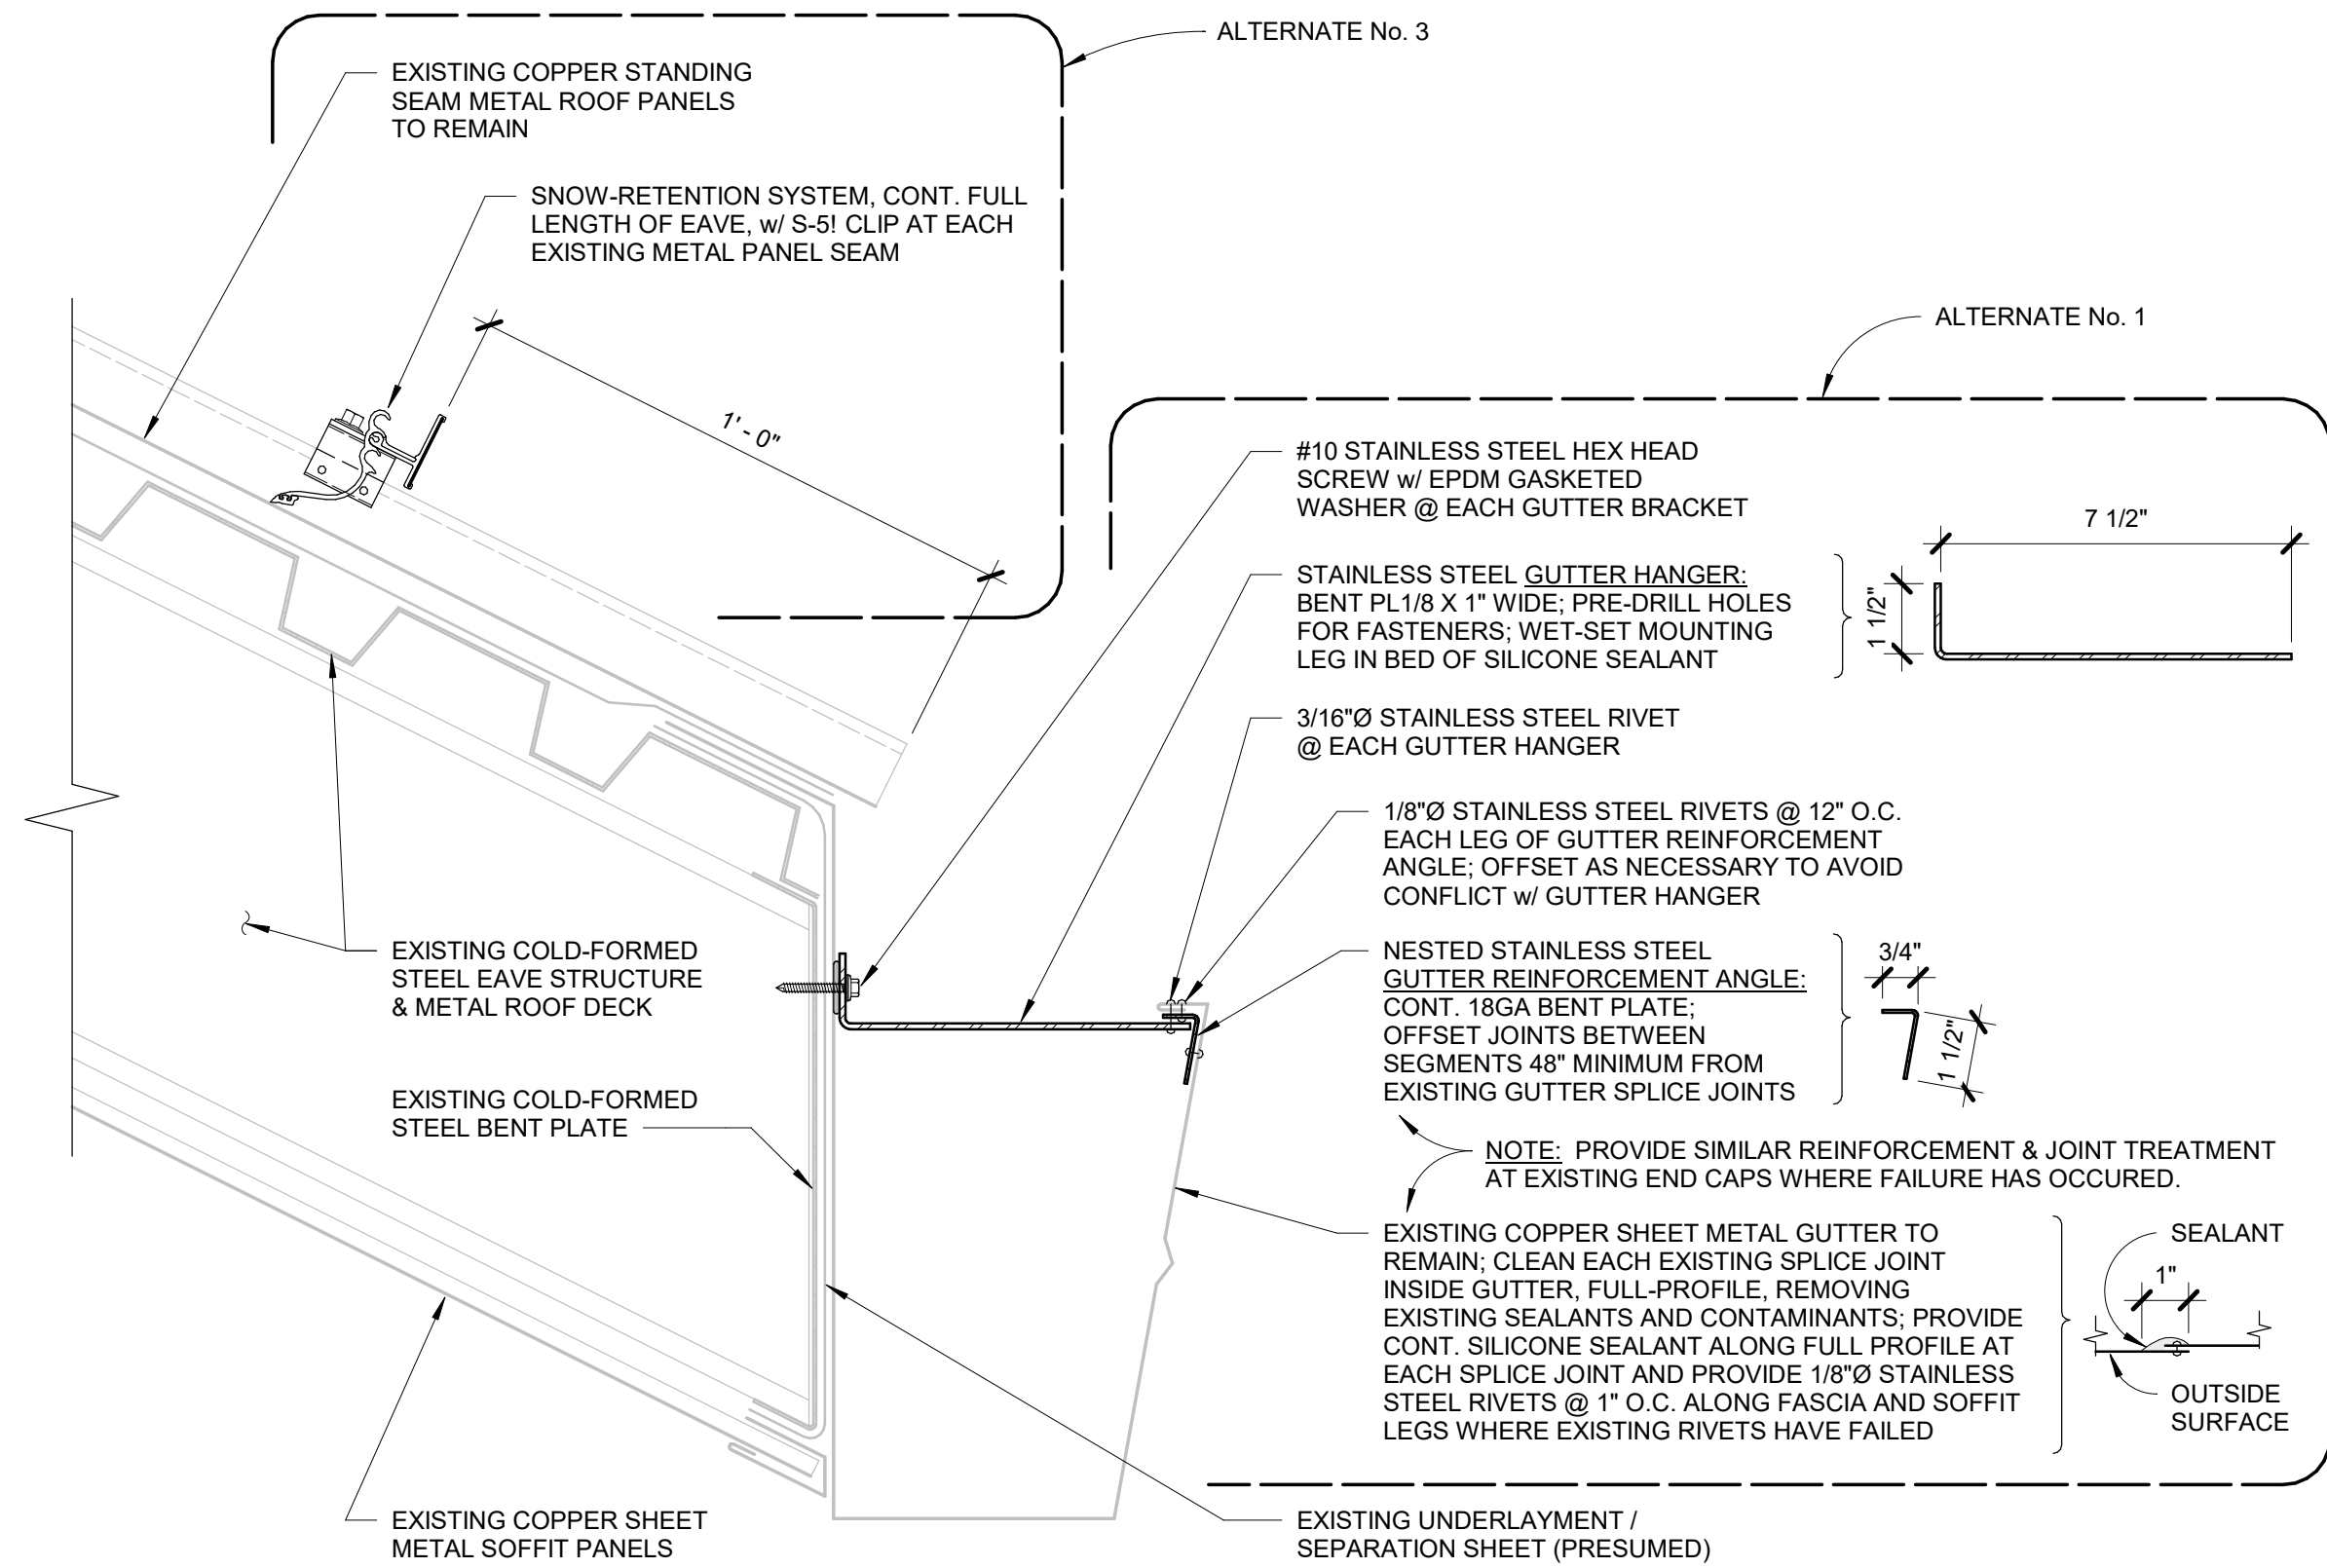 ALTERNATE No. 3
EXISTING COPPER STANDING
SEAM METAL ROOF PANELS
TO REMAIN
SNOW-RETENTION SYSTEM, CONT. FULL
LENGTH OF EAVE, w/ S-5! CLIP AT EACH
EXISTING METAL PANEL SEAM
1' - 0"
ALTERNATE No. 1
#10 STAINLESS STEEL HEX HEAD
SCREW w/ EPDM GASKETED
WASHER @ EACH GUTTER BRACKET
STAINLESS STEEL GUTTER HANGER:
BENT PL1/8 X 1" WIDE; PRE-DRILL HOLES
FOR FASTENERS; WET-SET MOUNTING
LEG IN BED OF SILICONE SEALANT
7 1/2"
1 1/2"
3/16"Ø STAINLESS STEEL RIVET
@ EACH GUTTER HANGER
1/8"Ø STAINLESS STEEL RIVETS @ 12" O.C.
EACH LEG OF GUTTER REINFORCEMENT
ANGLE; OFFSET AS NECESSARY TO AVOID
CONFLICT w/ GUTTER HANGER
EXISTING COLD-FORMED
STEEL EAVE STRUCTURE
& METAL ROOF DECK
NESTED STAINLESS STEEL
GUTTER REINFORCEMENT ANGLE:
CONT. 18GA BENT PLATE;
OFFSET JOINTS BETWEEN
SEGMENTS 48" MINIMUM FROM
EXISTING GUTTER SPLICE JOINTS
3/4"
1 1/2"
EXISTING COLD-FORMED
STEEL BENT PLATE
NOTE: PROVIDE SIMILAR REINFORCEMENT & JOINT TREATMENT
AT EXISTING END CAPS WHERE FAILURE HAS OCCURED.
EXISTING COPPER SHEET METAL GUTTER TO
REMAIN; CLEAN EACH EXISTING SPLICE JOINT
INSIDE GUTTER, FULL-PROFILE, REMOVING
EXISTING SEALANTS AND CONTAMINANTS; PROVIDE
CONT. SILICONE SEALANT ALONG FULL PROFILE AT
EACH SPLICE JOINT AND PROVIDE 1/8"Ø STAINLESS
STEEL RIVETS @ 1" O.C. ALONG FASCIA AND SOFFIT
LEGS WHERE EXISTING RIVETS HAVE FAILED
SEALANT
1"
OUTSIDE
SURFACE
EXISTING COPPER SHEET
METAL SOFFIT PANELS
EXISTING UNDERLAYMENT /
SEPARATION SHEET (PRESUMED)